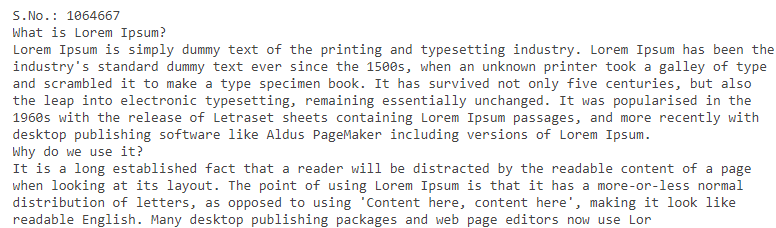 S.No.: 1064667
What is Lorem Ipsum?
Lorem Ipsum is simply dummy text of the printing and typesetting industry. Lorem Ipsum has been the
industry's standard dummy text ever since the 1500s, when an unknown printer took a galley of type
and scrambled it to make a type specimen book. It has survived not only five centuries, but also
the leap into electronic typesetting, remaining essentially unchanged. It was popularised in the
1960s with the release of Letraset sheets containing Lorem Ipsum passages, and more recently with
desktop publishing software like Aldus PageMaker including versions of Lorem Ipsum.
Why do we use it?
It is a long established fact that a reader will be distracted by the readable content of a page
when looking at its layout. The point of using Lorem Ipsum is that it has a more-or-less normal
distribution of letters, as opposed to using 'Content here, content here', making it look like
readable English. Many desktop publishing packages and web page editors now use Lor